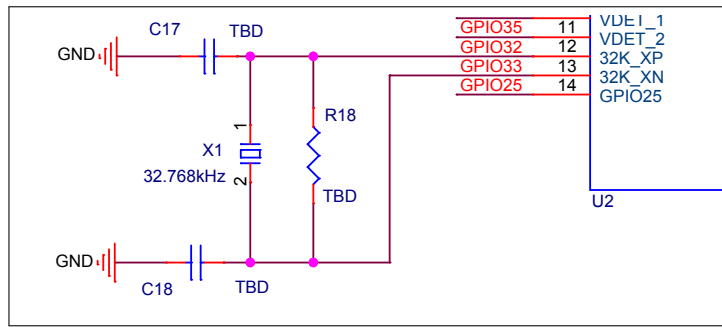 VDET_1
GPIO35 11 VDET_2
C17 TBD
GND
GPIO32 12 32K_XP
GPIO33 13 32K_XN
GPIO25 14 GPIO25
1
R18
X1
32.768kHz
2
TBD
U2
GND
C18 TBD